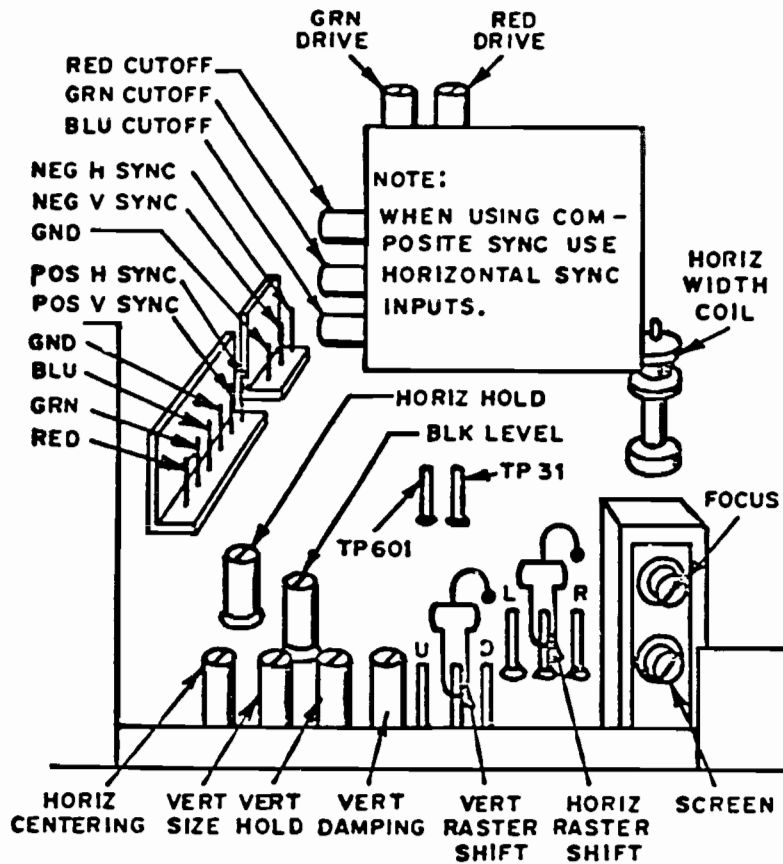 GRN
DRIVE
RED
DRIVE
RED CUTOFF
GRN CUTOFF
BLU CUTOFF
NEG H SYNC
NEG V SYNC
GND
POS H SYNC
POS V SYNC
GND
BLU
GRN
RED
NOTE:
WHEN USING COM-
POSITE SYNC USE
HORIZONTAL SYNC
INPUTS.
HORIZ
WIDTH
COIL
HORIZ HOLD
BLK LEVEL
TP31
TP601
FOCUS
L
R
U
HORIZ
CENTERING
VERT
SIZE
VERT
HOLD
VERT
DAMPING
VERT
RASTER
SHIFT
HORIZ
RASTER
SHIFT
SCREEN